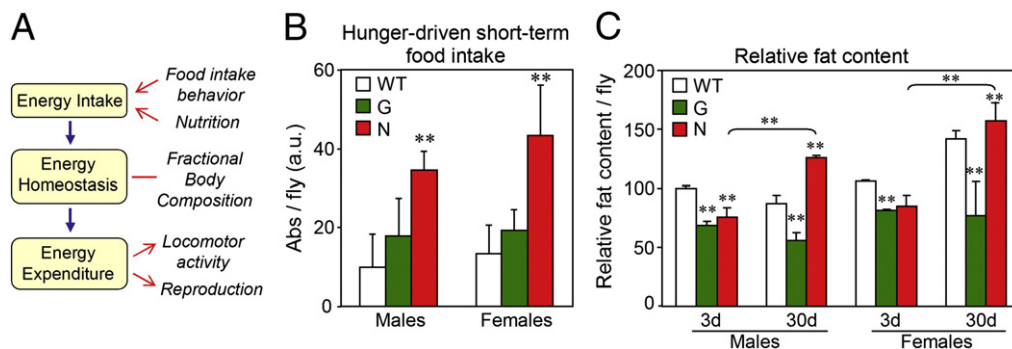 A
Energy Intake
Food intake
behavior
Nutrition
Energy
Homeostasis
Fractional
Body
Composition
Energy
Expenditure
Locomotor
activity
Reproduction
B
Hunger-driven short-term
food intake
Abs / fly (a.u.)
60
40
20
0
WT
G
N
**
**
Males
Females
C
Relative fat content
Relative fat content / fly
200
150
100
50
0
WT
G
N
**
**
** **
**
**
**
**
**
3d
30d
3d
30d
Males
Females